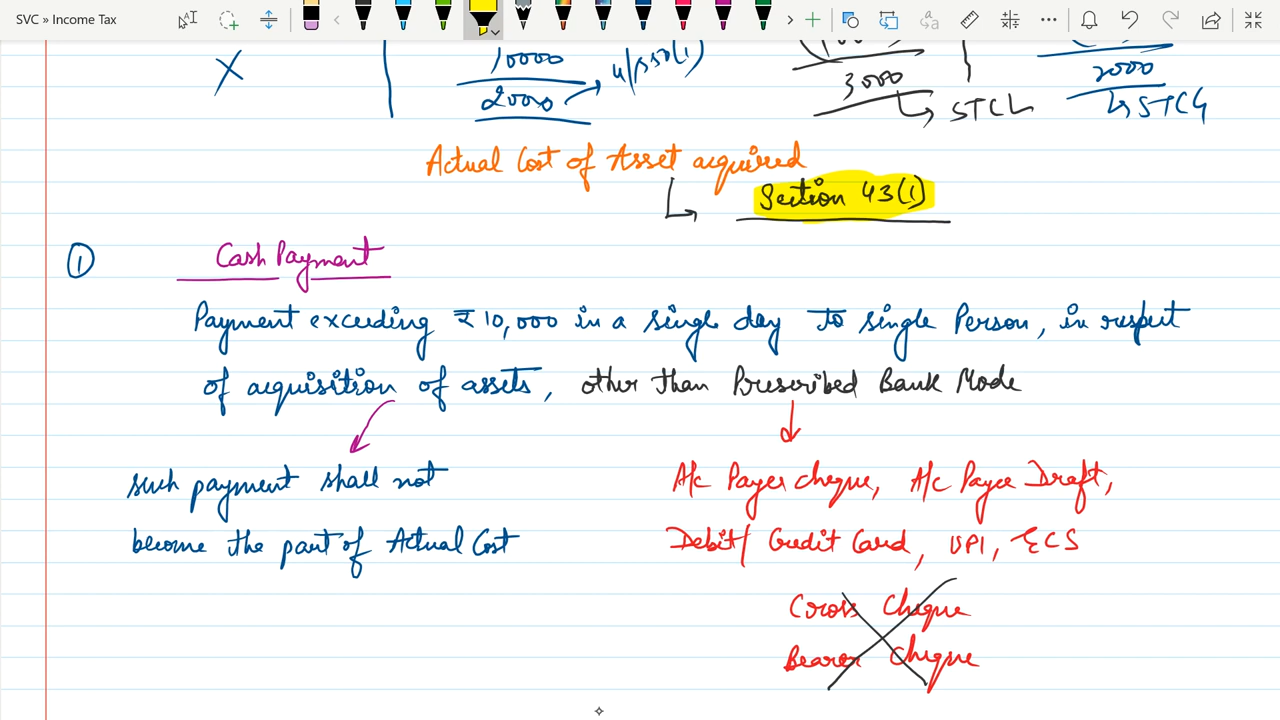 SVC » Income Tax
X
10000
2000
u/s 50(1)
3000
STCL
2000
STCG
Actual Cost of Asset acquired
Section 43(1)
① Cash Payment
Payment exceeding ₹ 10,000 in a single day to single Person, in respect
of acquisition of assets, other than Prescribed Bank Mode
such payment shall not
become the part of Actual Cost
A/c Payee cheque, A/c Payee Draft,
Debit/ Credit Card, UPI, ECS
Cross Cheque
Bearer Cheque